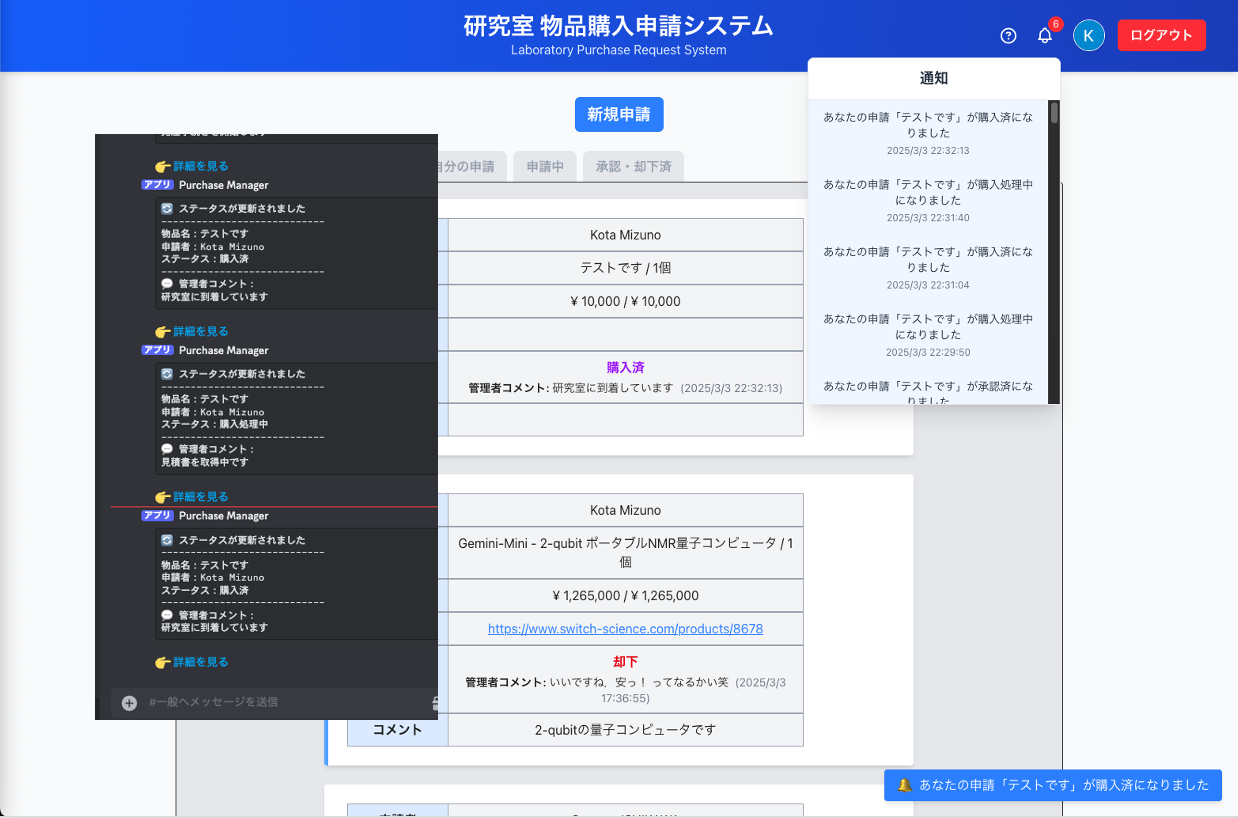 研究室 物品購入申請システム
Laboratory Purchase Request System
6
K
ログアウト
通知
あなたの申請「テストです」が購入済にな
りました
2025/3/3 22:32:13
あなたの申請「テストです」が購入処理中
になりました
2025/3/3 22:31:40
あなたの申請「テストです」が購入済にな
りました
2025/3/3 22:31:04
あなたの申請「テストです」が購入処理中
になりました
2025/3/3 22:29:50
あなたの申請「テストです」が承認済にな
りました
新規申請
自分の申請
申請中
承認・却下済
👉詳細を見る
アプリ Purchase Manager
🔄 ステータスが更新されました
---------------------------
物品名：テストです
申請者：Kota Mizuno
ステータス：購入済
---------------------------
💬 管理者コメント：
研究室に到着しています
👉詳細を見る
アプリ Purchase Manager
🔄 ステータスが更新されました
---------------------------
物品名：テストです
申請者：Kota Mizuno
ステータス：購入処理中
---------------------------
💬 管理者コメント：
見積書を取得中です
👉詳細を見る
アプリ Purchase Manager
🔄 ステータスが更新されました
---------------------------
物品名：テストです
申請者：Kota Mizuno
ステータス：購入済
---------------------------
💬 管理者コメント：
研究室に到着しています
👉詳細を見る
#一般へメッセージを送信
Kota Mizuno
テストです / 1個
¥ 10,000 / ¥ 10,000
購入済
管理者コメント: 研究室に到着しています（2025/3/3 22:32:13）
Kota Mizuno
Gemini-Mini - 2-qubit ポータブルNMR量子コンピュータ / 1
個
¥ 1,265,000 / ¥ 1,265,000
https://www.switch-science.com/products/8678
却下
管理者コメント: いいですね、安っ！ ってなるかい笑（2025/3/3
17:36:55）
コメント
2-qubitの量子コンピュータです
🔔 あなたの申請「テストです」が購入済になりました